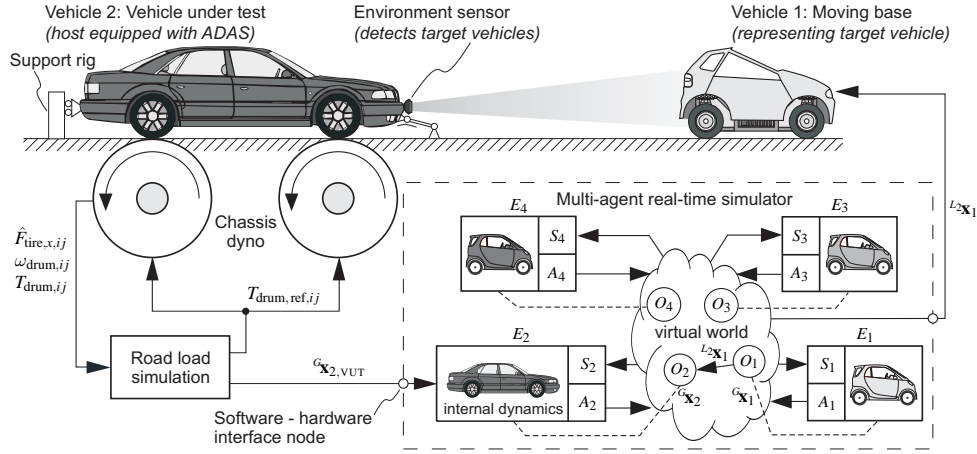 Vehicle 2: Vehicle under test
(host equipped with ADAS)
Environment sensor
(detects target vehicles)
Vehicle 1: Moving base
(representing target vehicle)
Support rig
Chassis
dyno
F̂tire,x,ij
ωdrum,ij
Tdrum,ij
Tdrum,ref,ij
Road load
simulation
Gx2,VUT
Software - hardware
interface node
Multi-agent real-time simulator
L2x1
E4
S4
A4
E3
S3
A3
O4
O3
virtual world
E2
S2
A2
internal dynamics
L2x1
O2
O1
Gx2
Gx1
E1
S1
A1